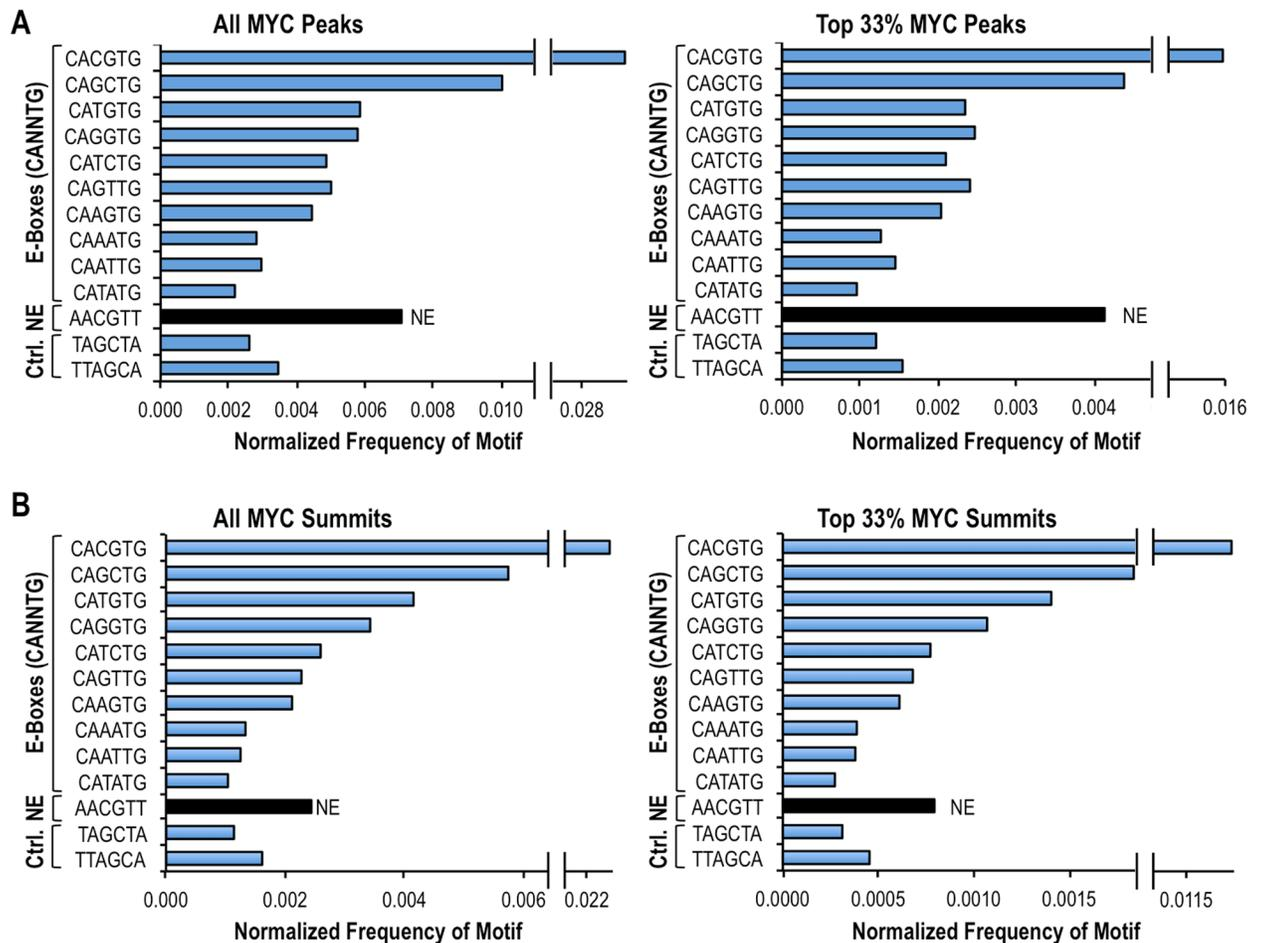 A
All MYC Peaks
E-Boxes (CANNTG)
CACGTG
CAGCTG
CATGTG
CAGGTG
CATCTG
CAGTTG
CAAGTG
CAAATG
CAATTG
CATATG
NE
AACGTT
NE
Ctrl.
TAGCTA
TTAGCA
0.000 0.002 0.004 0.006 0.008 0.010 0.028
Normalized Frequency of Motif
Top 33% MYC Peaks
E-Boxes (CANNTG)
CACGTG
CAGCTG
CATGTG
CAGGTG
CATCTG
CAGTTG
CAAGTG
CAAATG
CAATTG
CATATG
NE
AACGTT
NE
Ctrl.
TAGCTA
TTAGCA
0.000 0.001 0.002 0.003 0.004 0.016
Normalized Frequency of Motif
B
All MYC Summits
E-Boxes (CANNTG)
CACGTG
CAGCTG
CATGTG
CAGGTG
CATCTG
CAGTTG
CAAGTG
CAAATG
CAATTG
CATATG
NE
AACGTT
NE
Ctrl.
TAGCTA
TTAGCA
0.000 0.002 0.004 0.006 0.022
Normalized Frequency of Motif
Top 33% MYC Summits
E-Boxes (CANNTG)
CACGTG
CAGCTG
CATGTG
CAGGTG
CATCTG
CAGTTG
CAAGTG
CAAATG
CAATTG
CATATG
NE
AACGTT
NE
Ctrl.
TAGCTA
TTAGCA
0.0000 0.0005 0.0010 0.0015 0.0115
Normalized Frequency of Motif